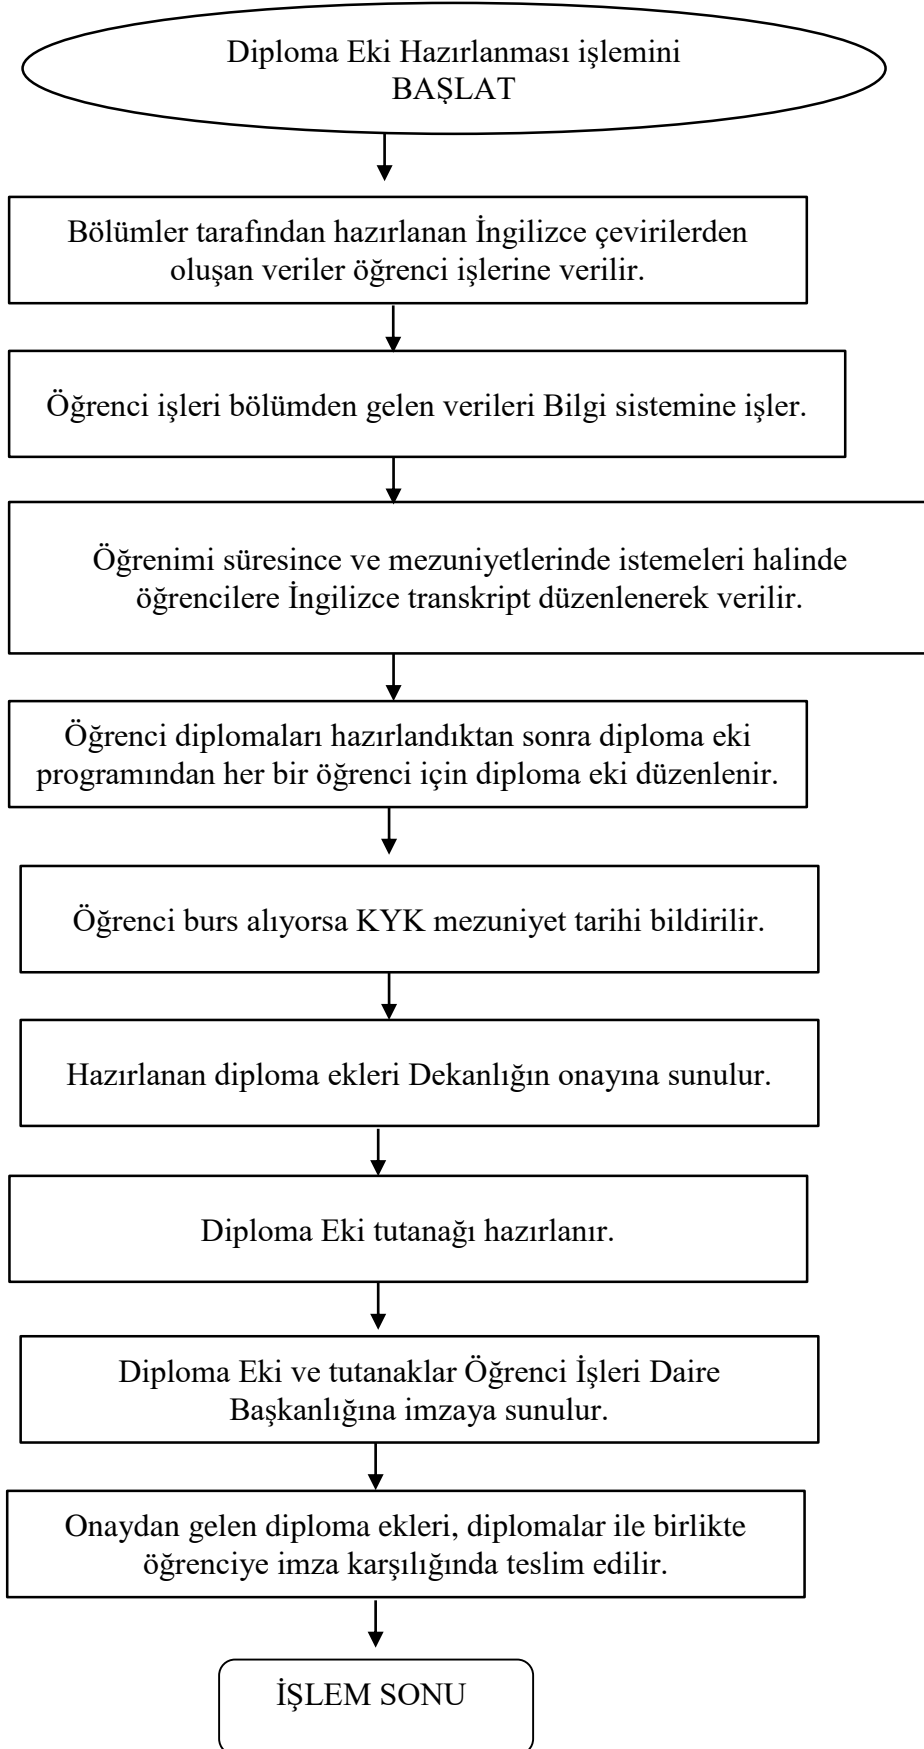 Diploma Eki Hazırlanması işlemini
BAŞLAT
Bölümler tarafından hazırlanan İngilizce çevirilerden
oluşan veriler öğrenci işlerine verilir.
Öğrenci işleri bölümden gelen verileri Bilgi sistemine işler.
Öğrenimi süresince ve mezuniyetlerinde istemeleri halinde
öğrencilere İngilizce transkript düzenlenerek verilir.
Öğrenci diplomaları hazırlandıktan sonra diploma eki
programından her bir öğrenci için diploma eki düzenlenir.
Öğrenci burs alıyorsa KYK mezuniyet tarihi bildirilir.
Hazırlanan diploma ekleri Dekanlığın onayına sunulur.
Diploma Eki tutanağı hazırlanır.
Diploma Eki ve tutanaklar Öğrenci İşleri Daire
Başkanlığına imzaya sunulur.
Onaydan gelen diploma ekleri, diplomalar ile birlikte
öğrenciye imza karşılığında teslim edilir.
İŞLEM SONU